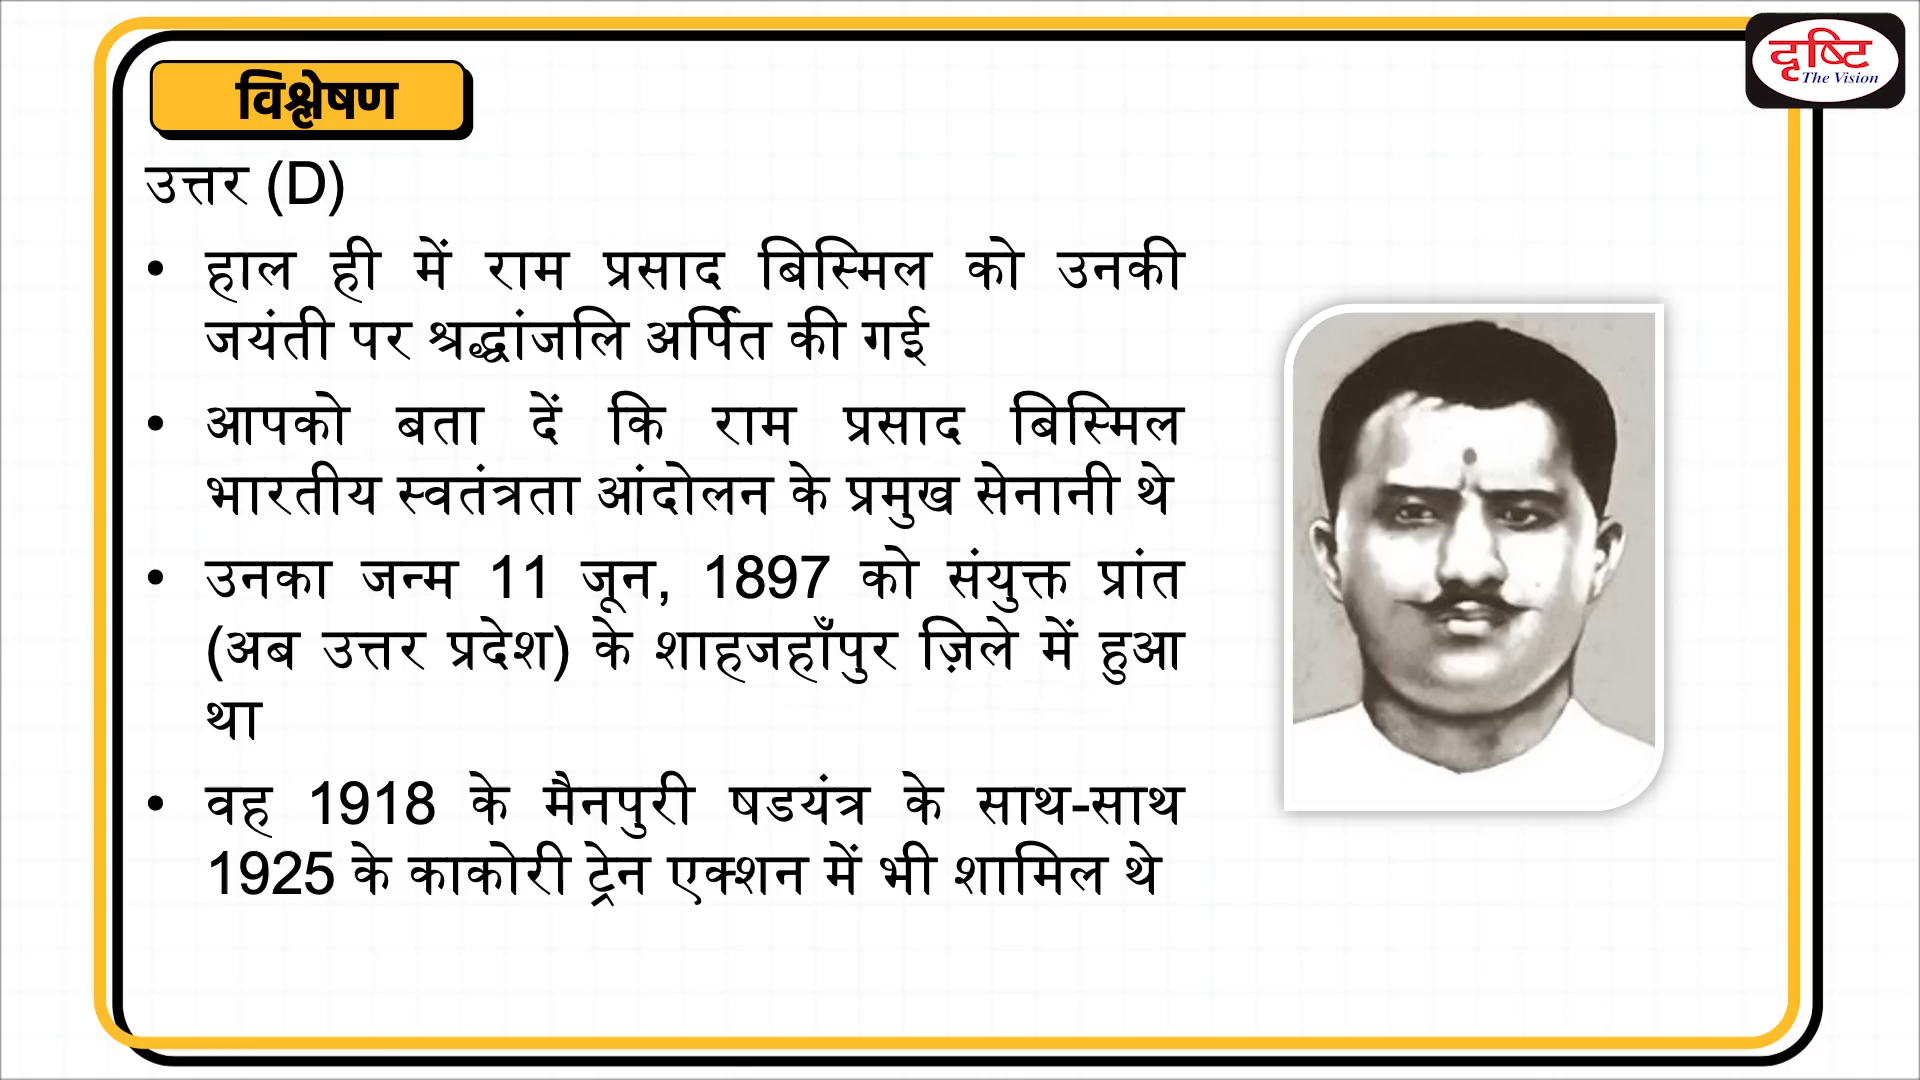 दृष्टि
The Vision
विश्लेषण
उत्तर (D)
• हाल ही में राम प्रसाद बिस्मिल को उनकी
जयंती पर श्रद्धांजलि अर्पित की गई
• आपको बता दें कि राम प्रसाद बिस्मिल
भारतीय स्वतंत्रता आंदोलन के प्रमुख सेनानी थे
• उनका जन्म 11 जून, 1897 को संयुक्त प्रांत
(अब उत्तर प्रदेश) के शाहजहाँपुर ज़िले में हुआ
था
• वह 1918 के मैनपुरी षडयंत्र के साथ-साथ
1925 के काकोरी ट्रेन एक्शन में भी शामिल थे